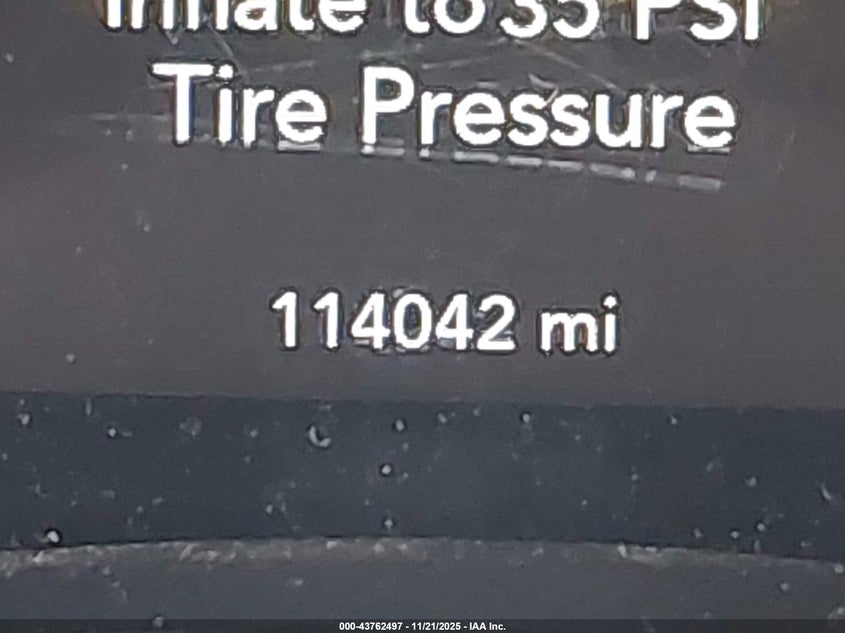 Inflate to 35 PSI
Tire Pressure
114042 mi
000-43762497 - 11/21/2025 - IAA Inc.